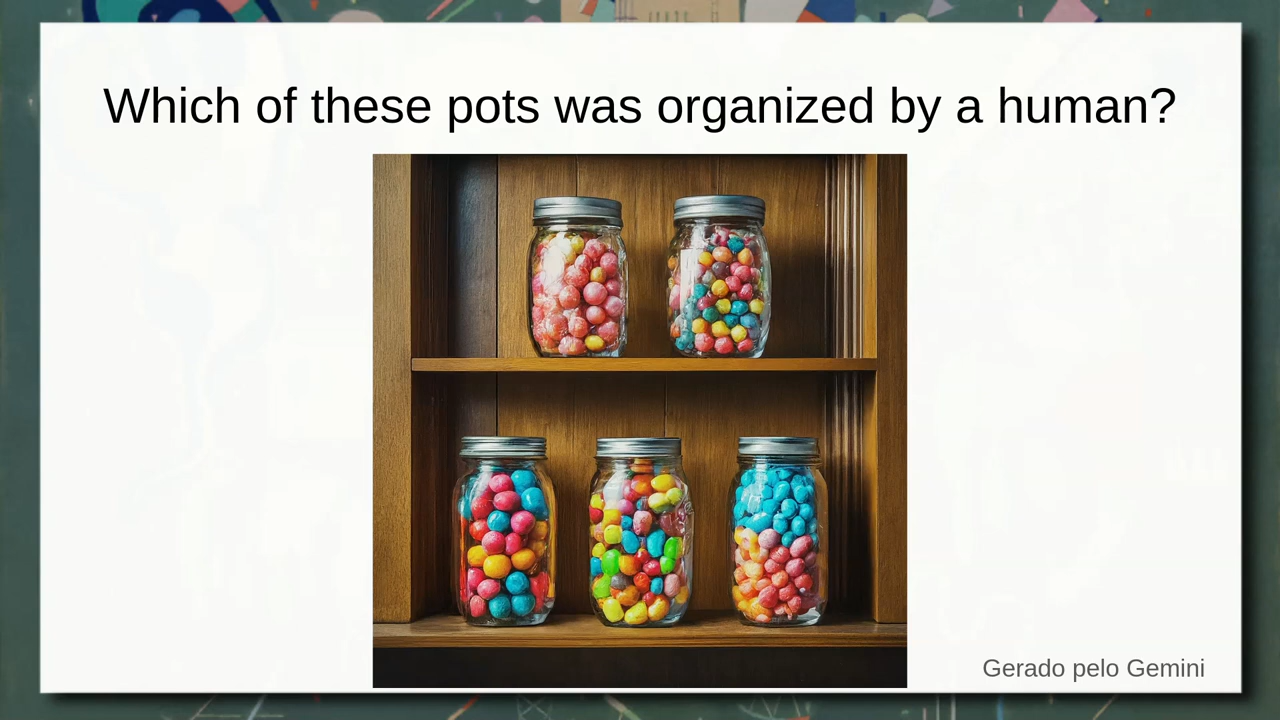 Which of these pots was organized by a human?
Gerado pelo Gemini